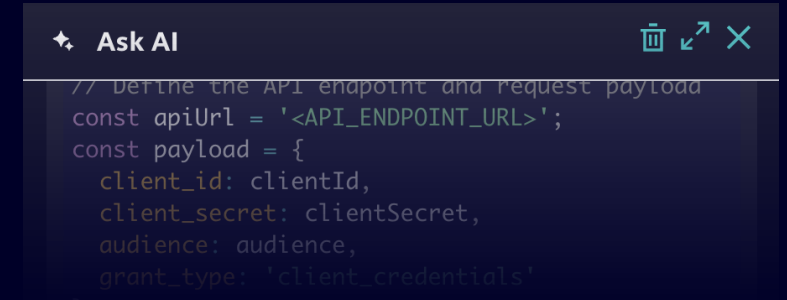 Ask AI
// Define the API endpoint and request payload
const apiUrl = '<API_ENDPOINT_URL>';
const payload = {
client_id: clientId,
client_secret: clientSecret,
audience: audience,
grant_type: 'client_credentials'